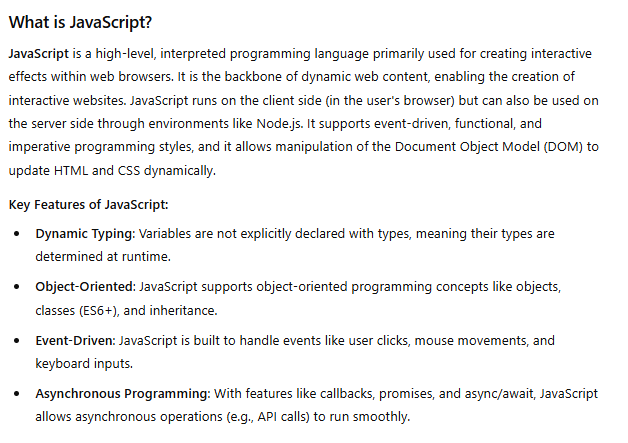 What is JavaScript?
JavaScript is a high-level, interpreted programming language primarily used for creating interactive
effects within web browsers. It is the backbone of dynamic web content, enabling the creation of
interactive websites. JavaScript runs on the client side (in the user's browser) but can also be used on
the server side through environments like Node.js. It supports event-driven, functional, and
imperative programming styles, and it allows manipulation of the Document Object Model (DOM) to
update HTML and CSS dynamically.
Key Features of JavaScript:
• Dynamic Typing: Variables are not explicitly declared with types, meaning their types are
determined at runtime.
• Object-Oriented: JavaScript supports object-oriented programming concepts like objects,
classes (ES6+), and inheritance.
• Event-Driven: JavaScript is built to handle events like user clicks, mouse movements, and
keyboard inputs.
• Asynchronous Programming: With features like callbacks, promises, and async/await, JavaScript
allows asynchronous operations (e.g., API calls) to run smoothly.